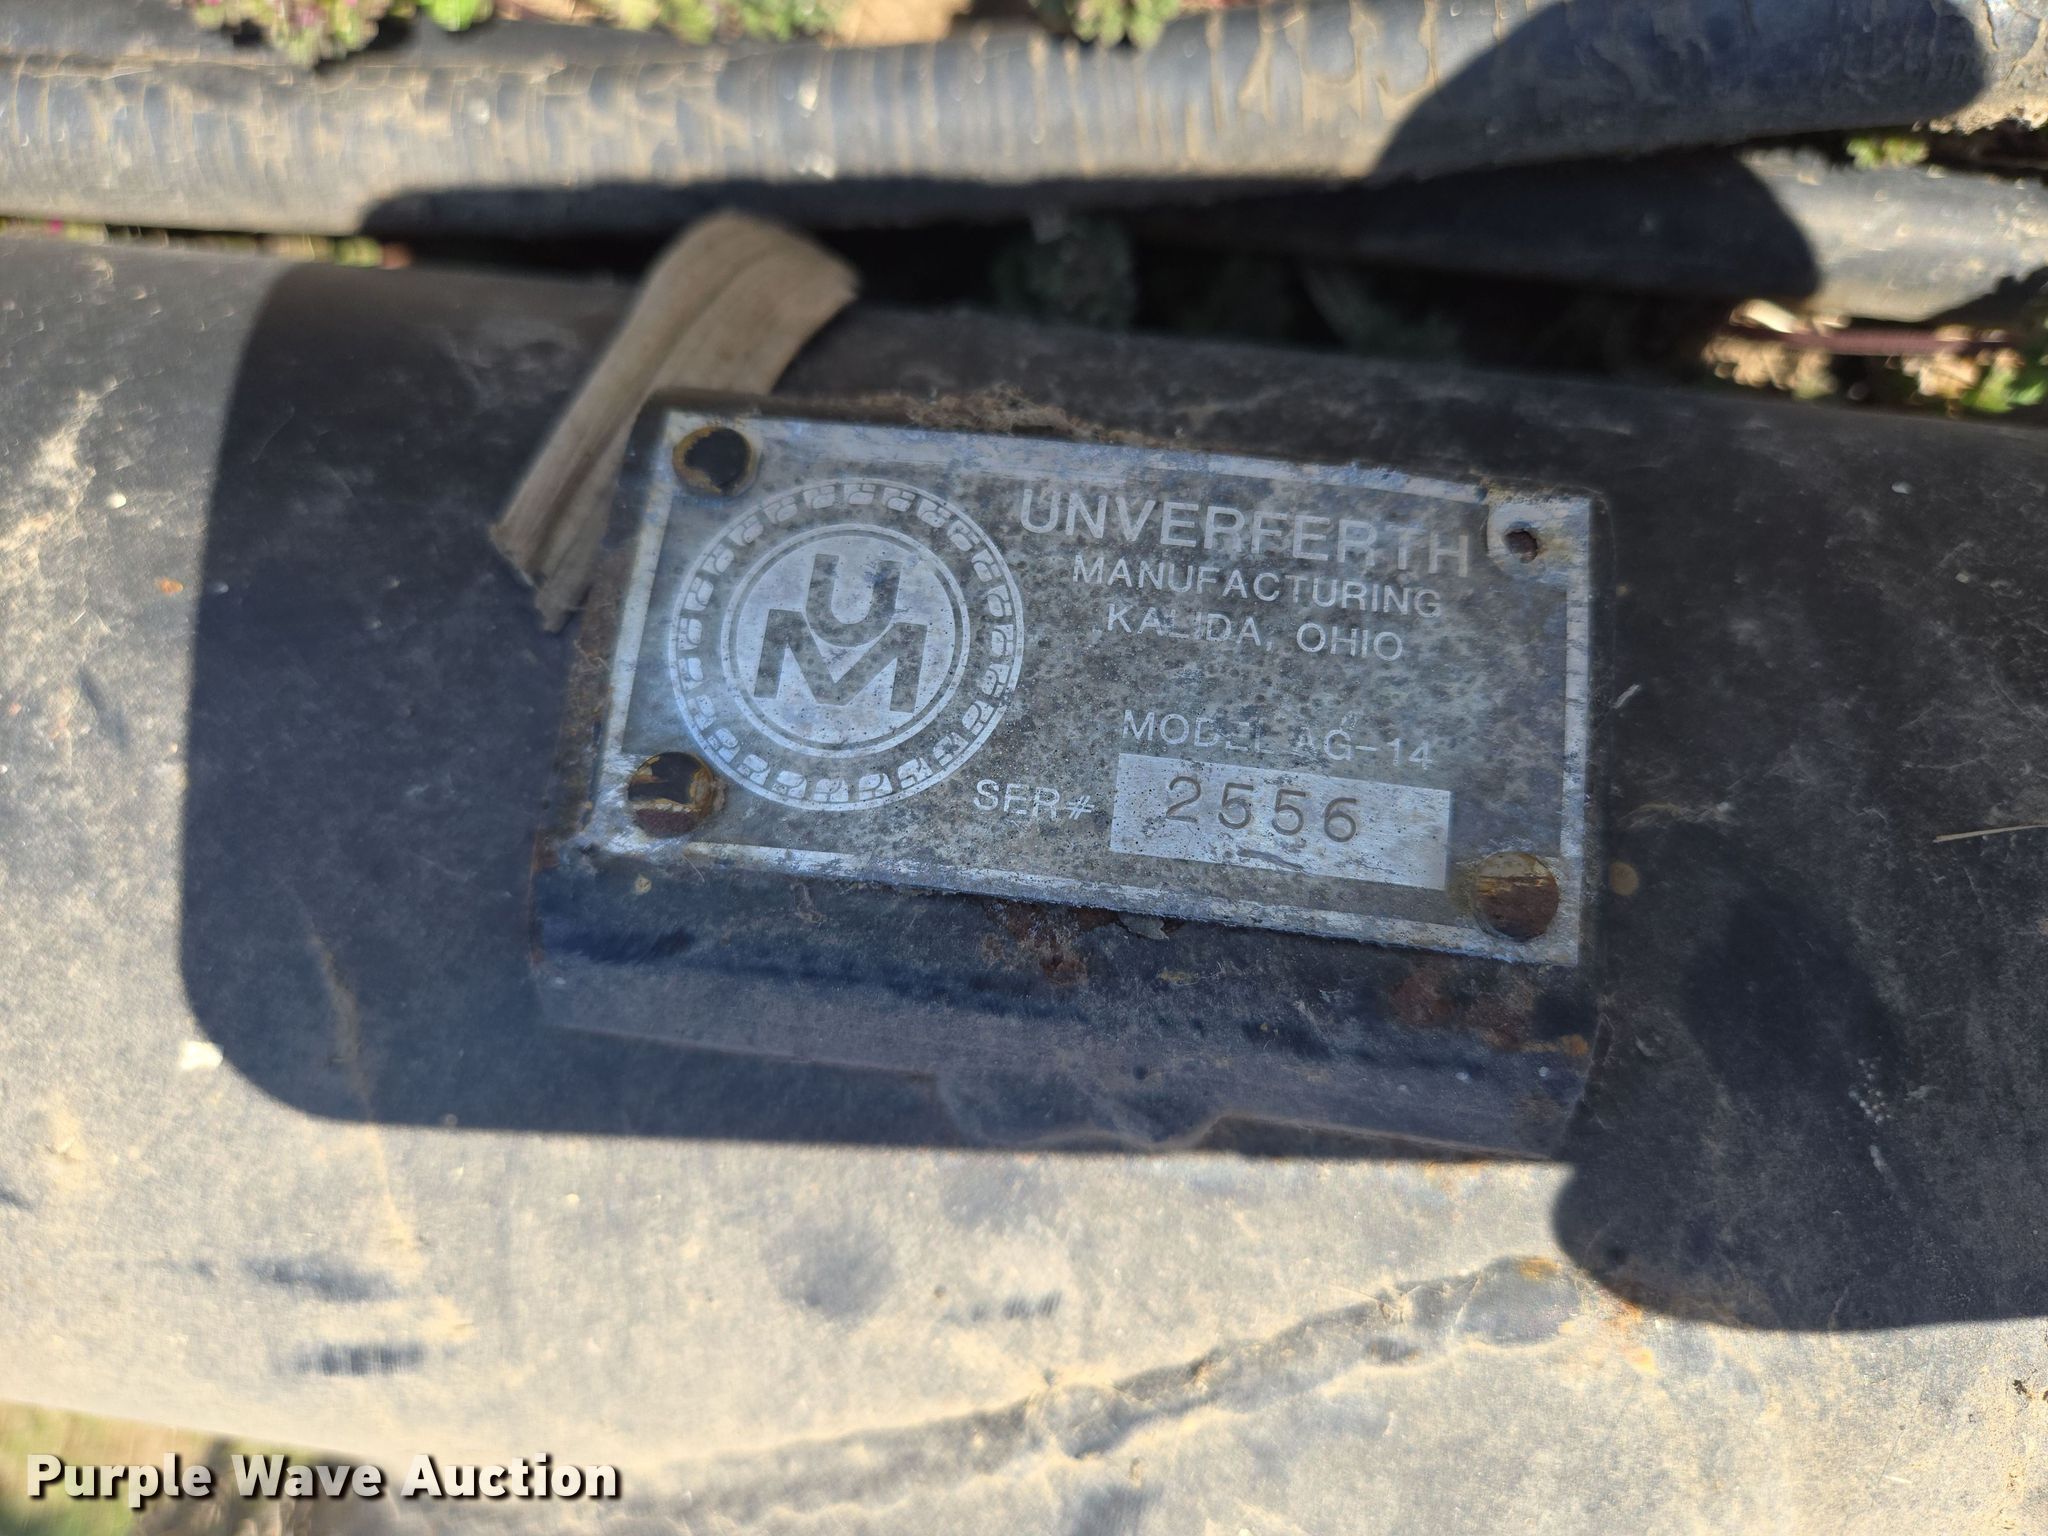 UM
UNVERFERTH
MANUFACTURING
KALIDA, OHIO
MODEL AG-14
SER# 2556
Purple Wave Auction